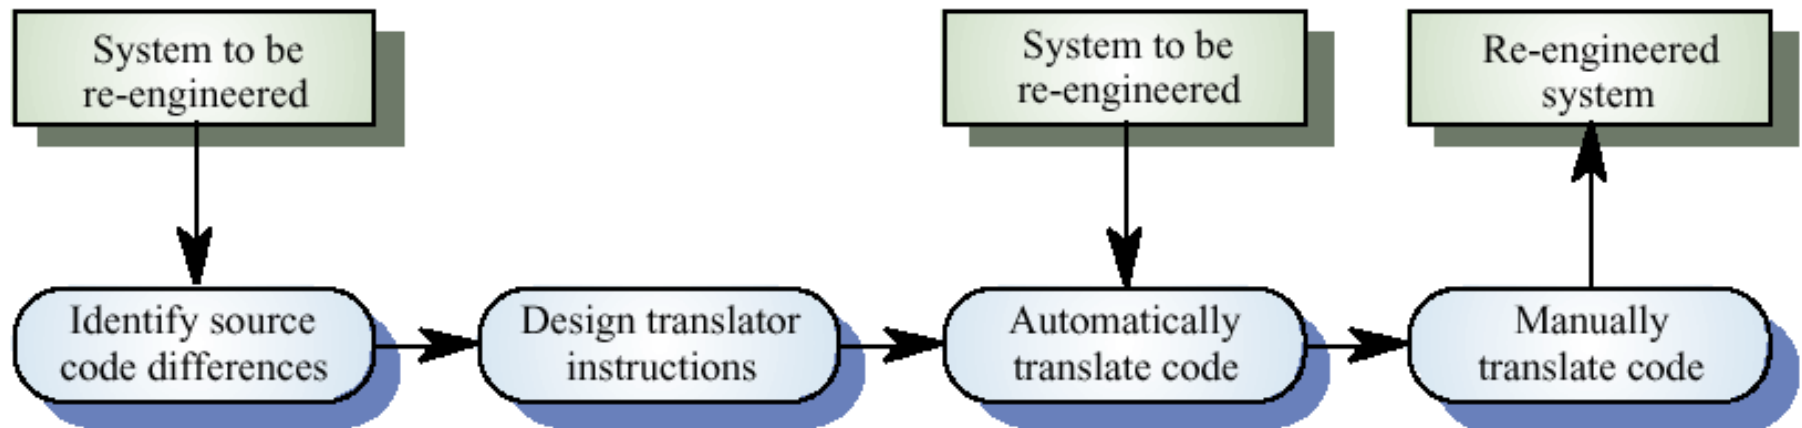 System to be
re-engineered
System to be
re-engineered
Re-engineered
system
Identify source
code differences
Design translator
instructions
Automatically
translate code
Manually
translate code